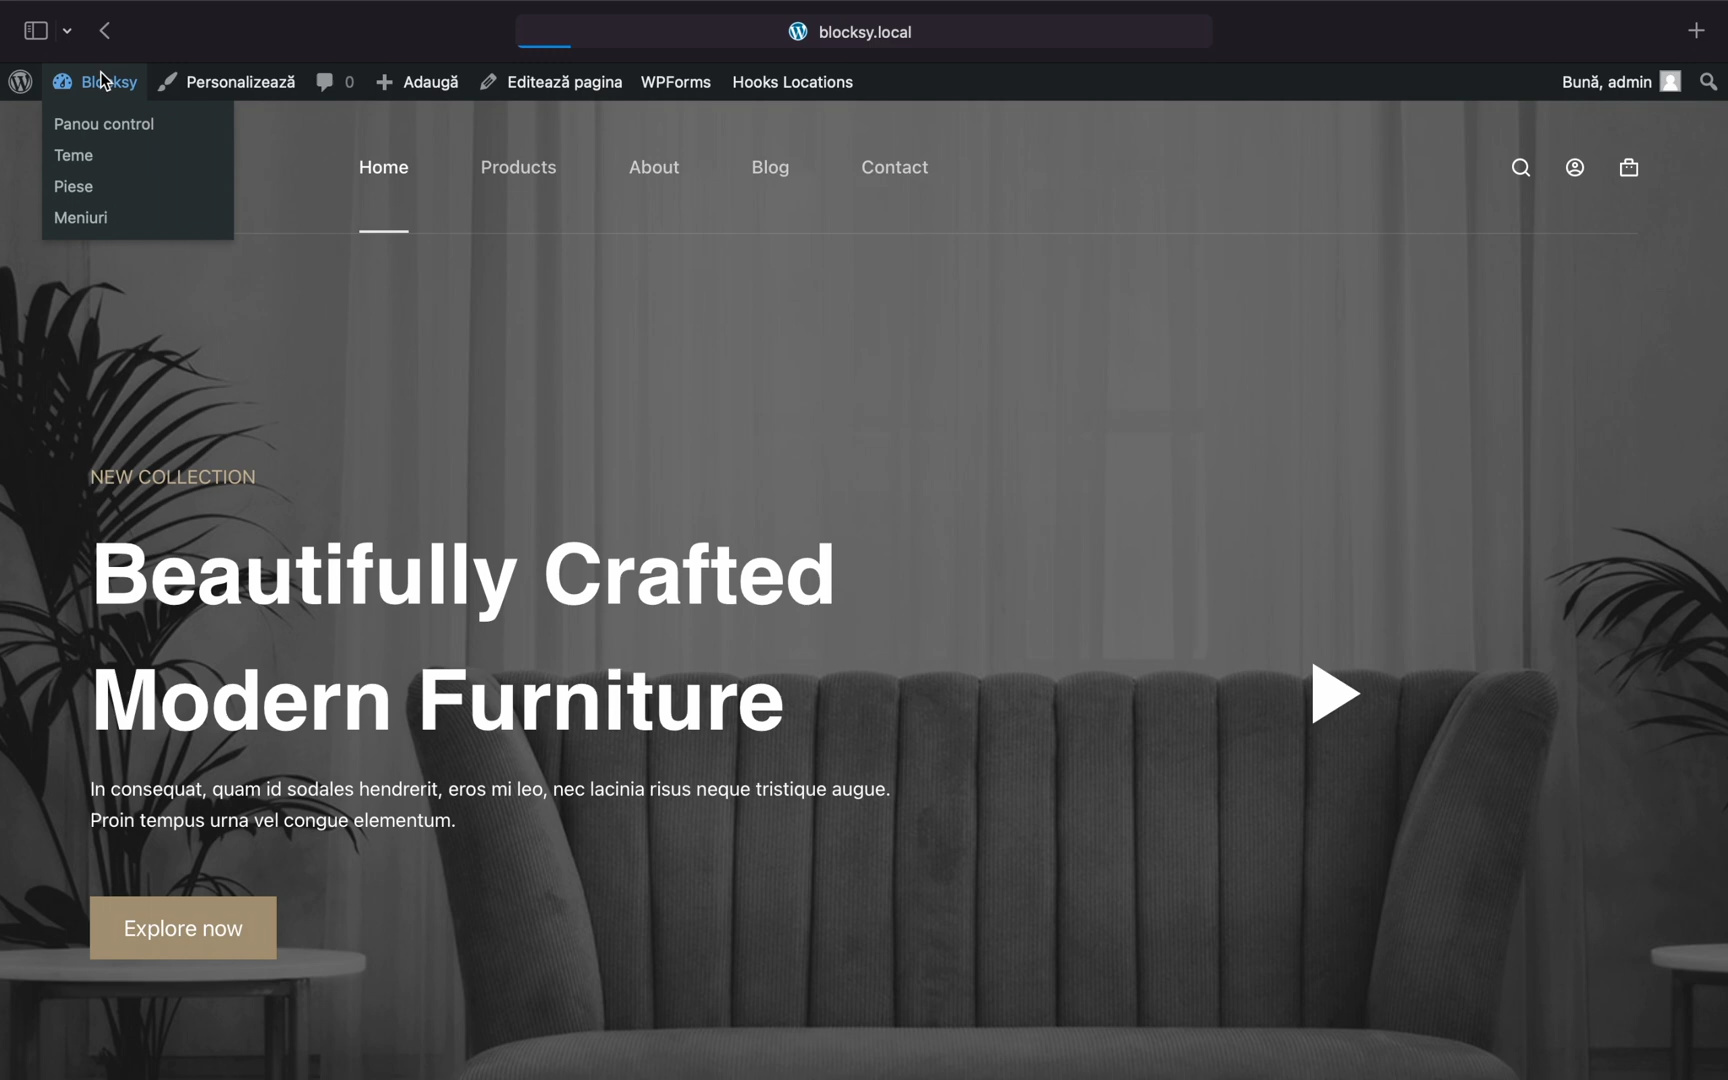 blocksy.local
Blocksy
Personalizează
0
Adaugă
Editează pagina
WPForms
Hooks Locations
Bună, admin
Panou control
Teme
Piese
Meniuri
Home
Products
About
Blog
Contact
NEW COLLECTION
Beautifully Crafted
Modern Furniture
In consequat, quam id sodales hendrerit, eros mi leo, nec lacinia risus neque tristique augue.
Proin tempus urna vel congue elementum.
Explore now